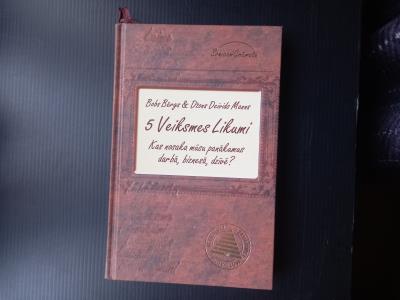 Bobs Bērgs & Džons Deivids Manns
5 Veiksmes Likumi
Kas nosaka mūsu panākumus
darbā, biznesā, dzīvē?